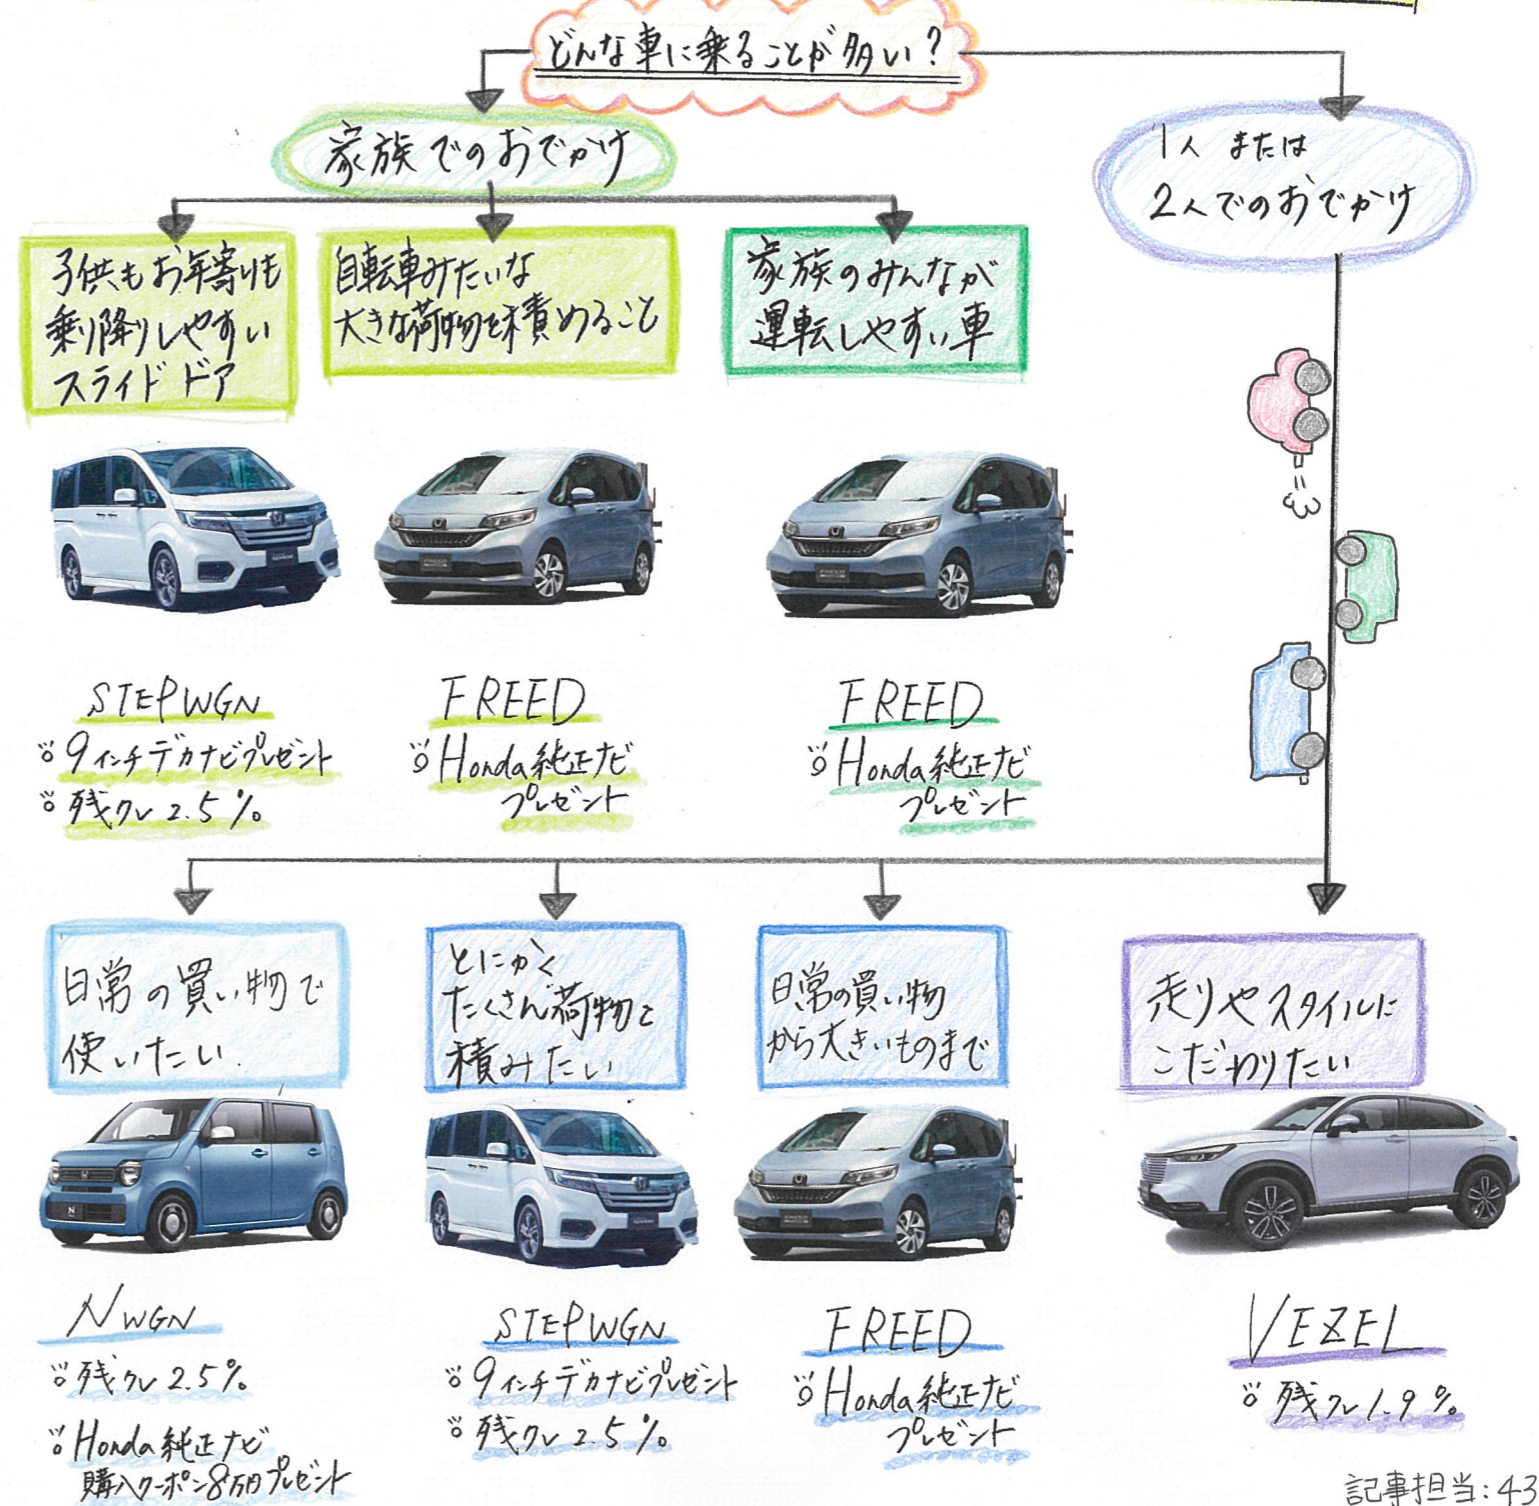 どんな車に乗ることが多い？
家族でのおでかけ
1人 または
2人でのおでかけ
子供もお年寄りも
乗り降りしやすい
スライドドア
自転車みたいな
大きな荷物を積めること
家族のみんなが
運転しやすい車
STEPWGN
9インチデカナビプレゼント
残クレ 2.5%
FREED
Honda純正ナビ
プレゼント
FREED
Honda純正ナビ
プレゼント
日常の買い物で
使いたい.
とにかく
たくさん荷物を
積みたい
日常の買い物
から大きいものまで
走りやスタイルに
こだわりたい
N WGN
残クレ 2.5%
Honda純正ナビ
購入クーポン8万円プレゼント
STEPWGN
9インチデカナビプレゼント
残クレ 2.5%
FREED
Honda純正ナビ
プレゼント
VEZEL
残クレ 1.9%
記事担当:43
FREED
FREED
N
FREED